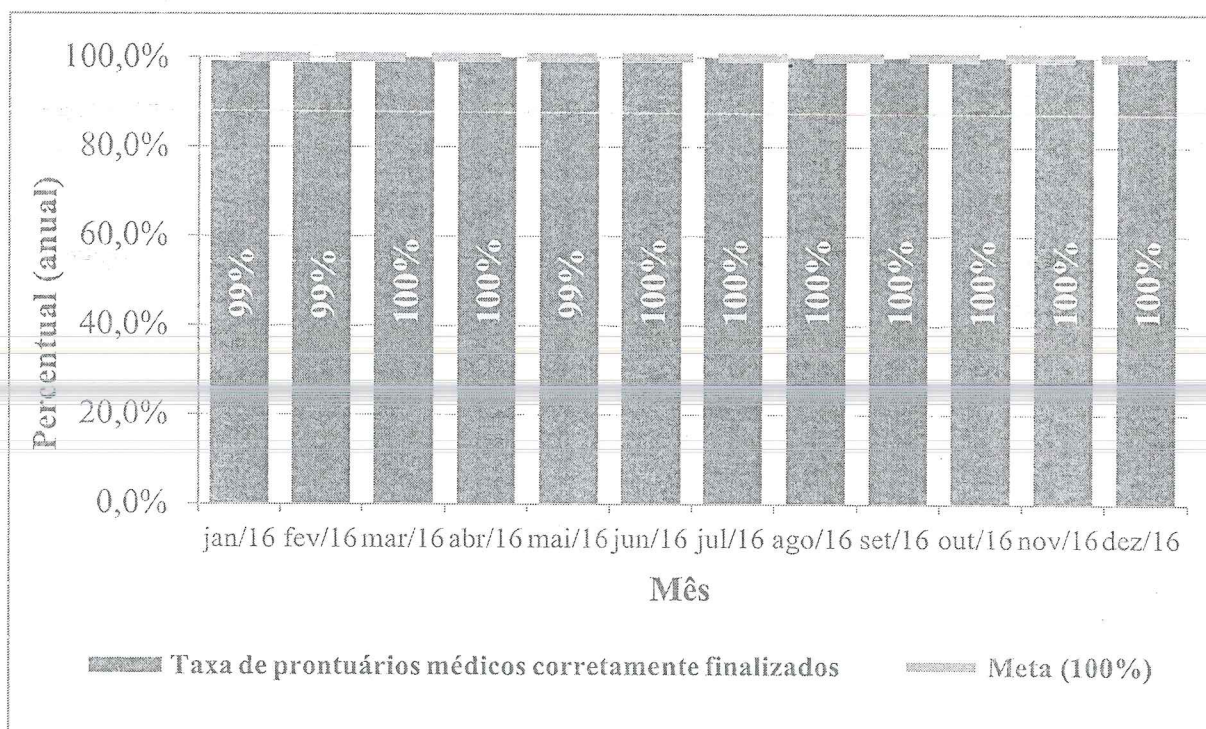 100,0%
80,0%
60,0%
40,0%
20,0%
0,0%
Percentual (anual)
99% 99% 100% 100% 99% 100% 100% 100% 100% 100% 100% 100%
jan/16 fev/16 mar/16 abr/16 mai/16 jun/16 jul/16 ago/16 set/16 out/16 nov/16 dez/16
Mês
Taxa de prontuários médicos corretamente finalizados Meta (100%)